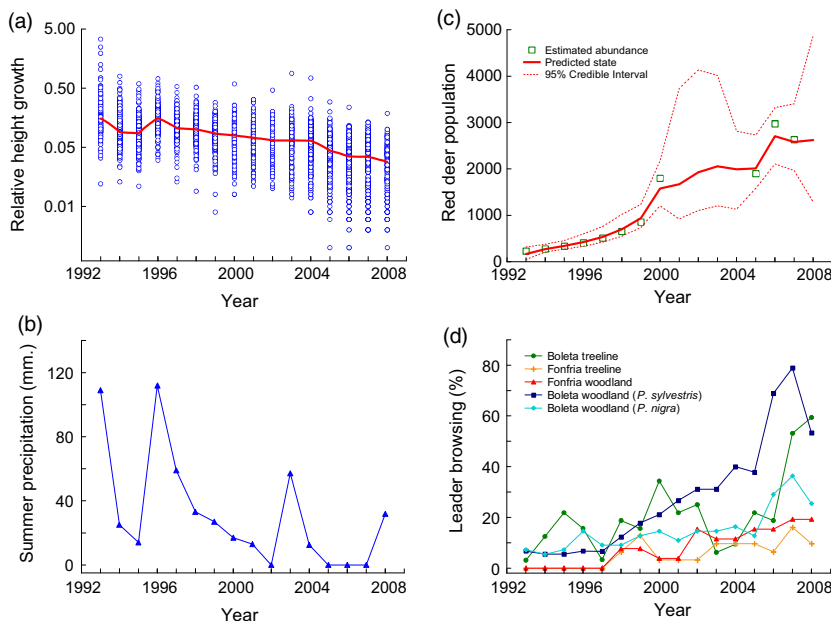 (a)
5.00
0.50
0.05
0.01
Relative height growth
1992 1996 2000 2004 2008
Year
(b)
120
80
40
0
Summer precipitation (mm.)
1992 1996 2000 2004 2008
Year
(c)
5000
4000
3000
2000
1000
0
Red deer population
Estimated abundance
Predicted state
95% Credible Interval
1992 1996 2000 2004 2008
Year
(d)
80
60
40
20
0
Leader browsing (%)
Boleta treeline
Fonfria treeline
Fonfria woodland
Boleta woodland (P. sylvestris)
Boleta woodland (P. nigra)
1992 1996 2000 2004 2008
Year